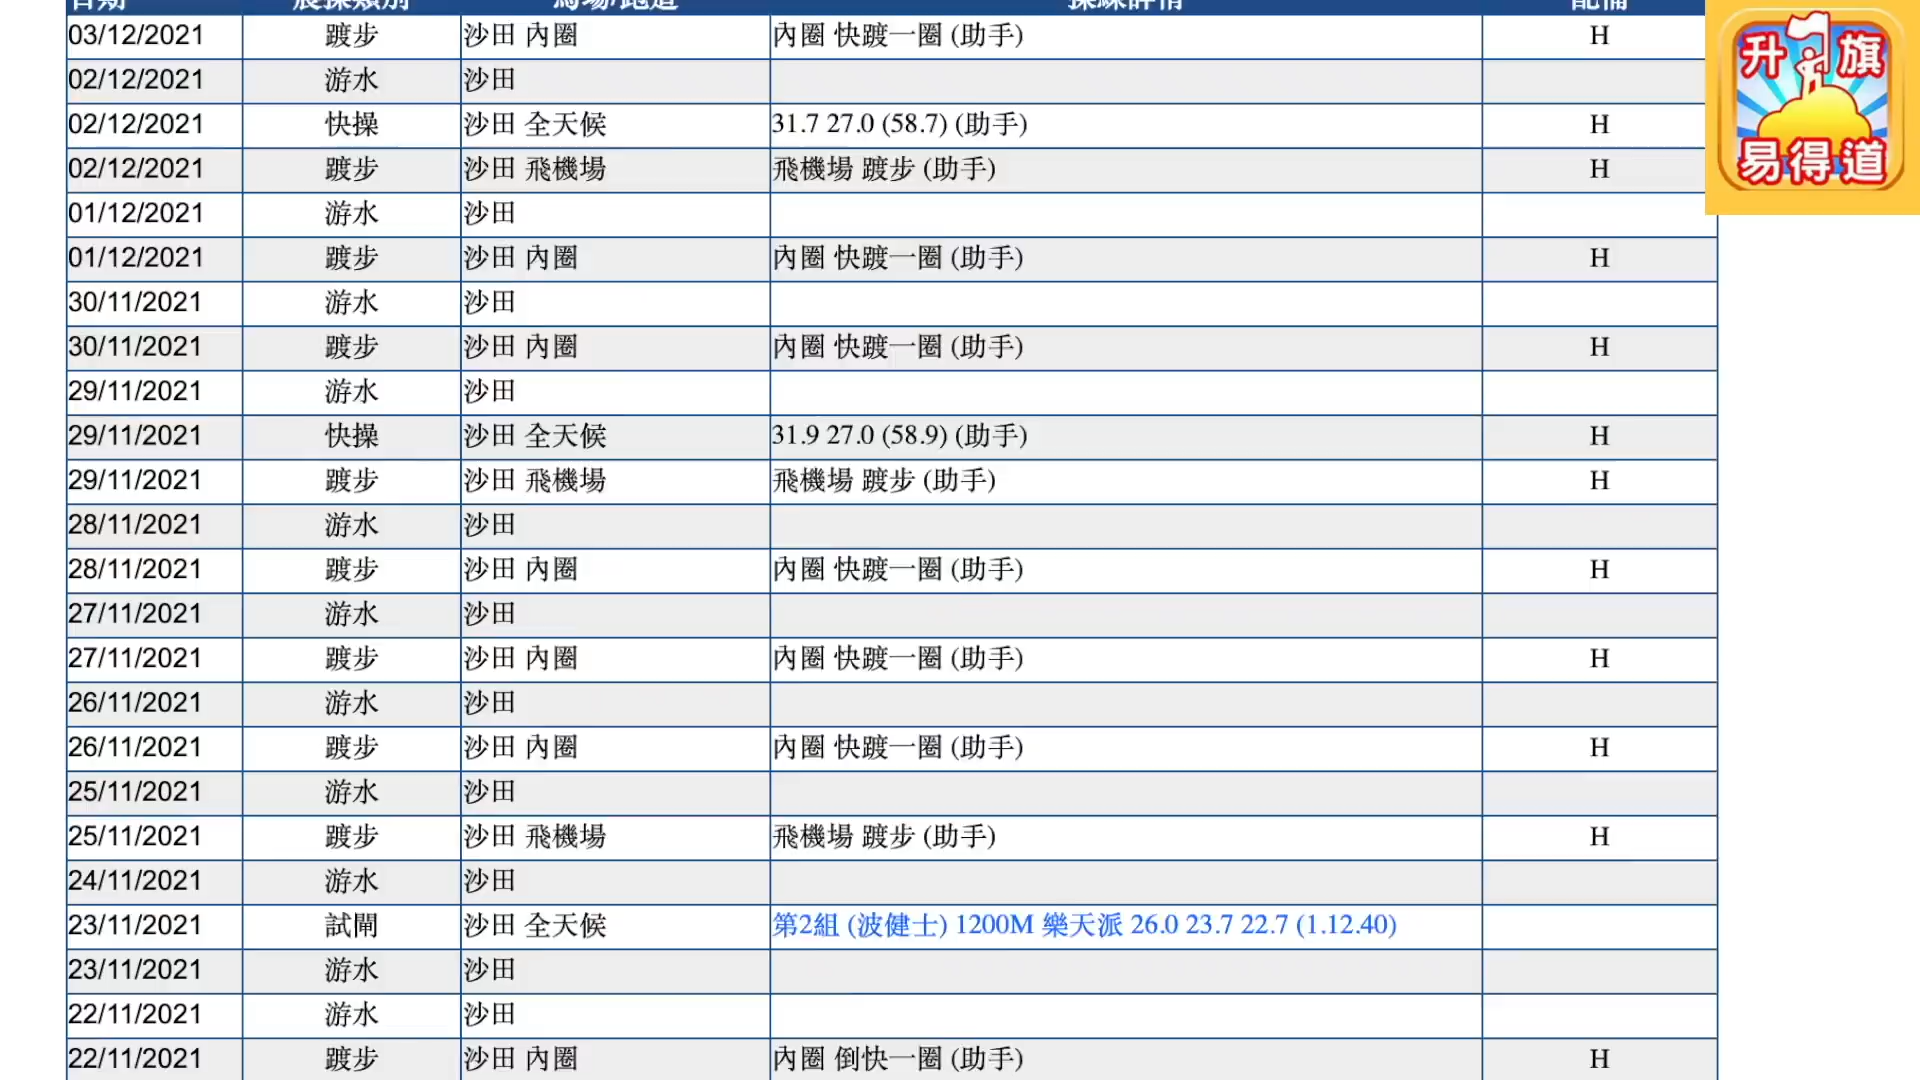 日期 晨操類別 馬場/跑道 操練詳情 配備
03/12/2021 踱步 沙田 內圈 內圈 快踱一圈 (助手) H
02/12/2021 游水 沙田
02/12/2021 快操 沙田 全天候 31.7 27.0 (58.7) (助手) H
02/12/2021 踱步 沙田 飛機場 飛機場 踱步 (助手) H
01/12/2021 游水 沙田
01/12/2021 踱步 沙田 內圈 內圈 快踱一圈 (助手) H
30/11/2021 游水 沙田
30/11/2021 踱步 沙田 內圈 內圈 快踱一圈 (助手) H
29/11/2021 游水 沙田
29/11/2021 快操 沙田 全天候 31.9 27.0 (58.9) (助手) H
29/11/2021 踱步 沙田 飛機場 飛機場 踱步 (助手) H
28/11/2021 游水 沙田
28/11/2021 踱步 沙田 內圈 內圈 快踱一圈 (助手) H
27/11/2021 游水 沙田
27/11/2021 踱步 沙田 內圈 內圈 快踱一圈 (助手) H
26/11/2021 游水 沙田
26/11/2021 踱步 沙田 內圈 內圈 快踱一圈 (助手) H
25/11/2021 游水 沙田
25/11/2021 踱步 沙田 飛機場 飛機場 踱步 (助手) H
24/11/2021 游水 沙田
23/11/2021 試閘 沙田 全天候 第2組 (波健士) 1200M 樂天派 26.0 23.7 22.7 (1.12.40)
23/11/2021 游水 沙田
22/11/2021 游水 沙田
22/11/2021 踱步 沙田 內圈 內圈 倒快一圈 (助手) H
升旗
易得道